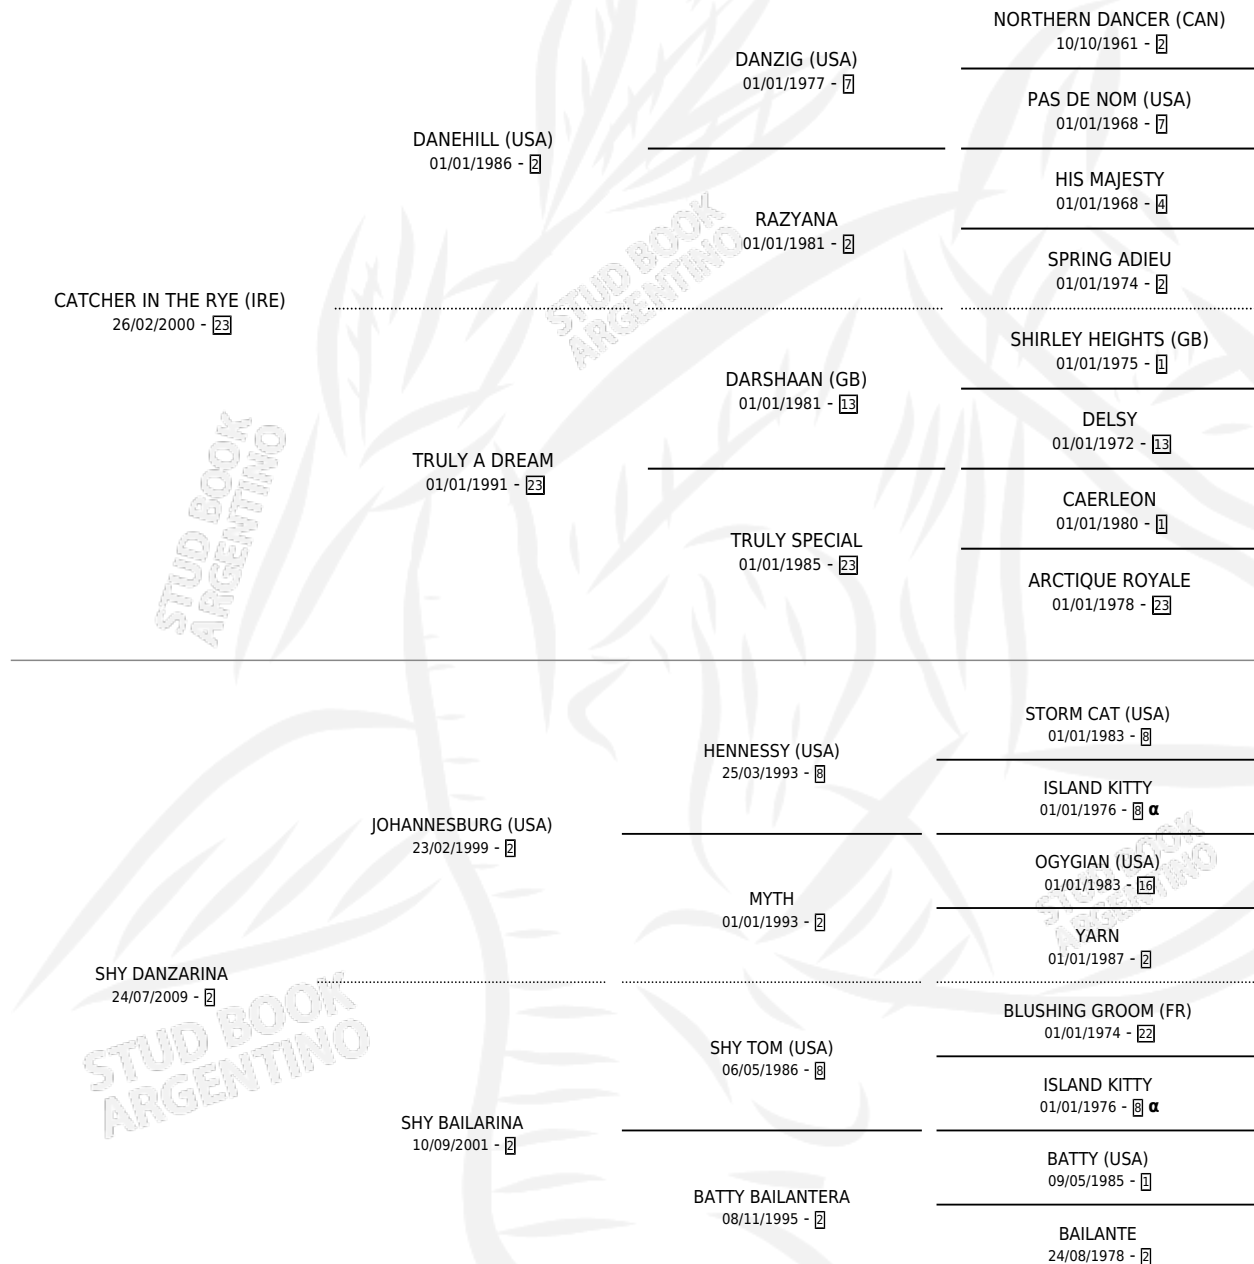 NORTHERN DANCER (CAN)
10/10/1961 - 2
DANZIG (USA)
01/01/1977 - 7
PAS DE NOM (USA)
01/01/1968 - 7
DANEHILL (USA)
01/01/1986 - 2
HIS MAJESTY
01/01/1968 - 4
RAZYANA
01/01/1981 - 2
SPRING ADIEU
01/01/1974 - 2
CATCHER IN THE RYE (IRE)
26/02/2000 - 23
SHIRLEY HEIGHTS (GB)
01/01/1975 - 1
DARSHAAN (GB)
01/01/1981 - 13
DELSY
01/01/1972 - 13
TRULY A DREAM
01/01/1991 - 23
CAERLEON
01/01/1980 - 1
TRULY SPECIAL
01/01/1985 - 23
ARCTIQUE ROYALE
01/01/1978 - 23
STORM CAT (USA)
01/01/1983 - 8
HENNESSY (USA)
25/03/1993 - 8
ISLAND KITTY
01/01/1976 - 8 α
JOHANNESBURG (USA)
23/02/1999 - 2
OGYGIAN (USA)
01/01/1983 - 16
MYTH
01/01/1993 - 2
YARN
01/01/1987 - 2
SHY DANZARINA
24/07/2009 - 2
BLUSHING GROOM (FR)
01/01/1974 - 22
SHY TOM (USA)
06/05/1986 - 8
ISLAND KITTY
01/01/1976 - 8 α
SHY BAILARINA
10/09/2001 - 2
BATTY (USA)
09/05/1985 - 1
BATTY BAILANTERA
08/11/1995 - 2
BAILANTE
24/08/1978 - 2
STUD BOOK
ARGENTINO
STUD BOOK
ARGENTINO
STUD BOOK
ARGENTINO
STUD BOOK
ARGENTINO